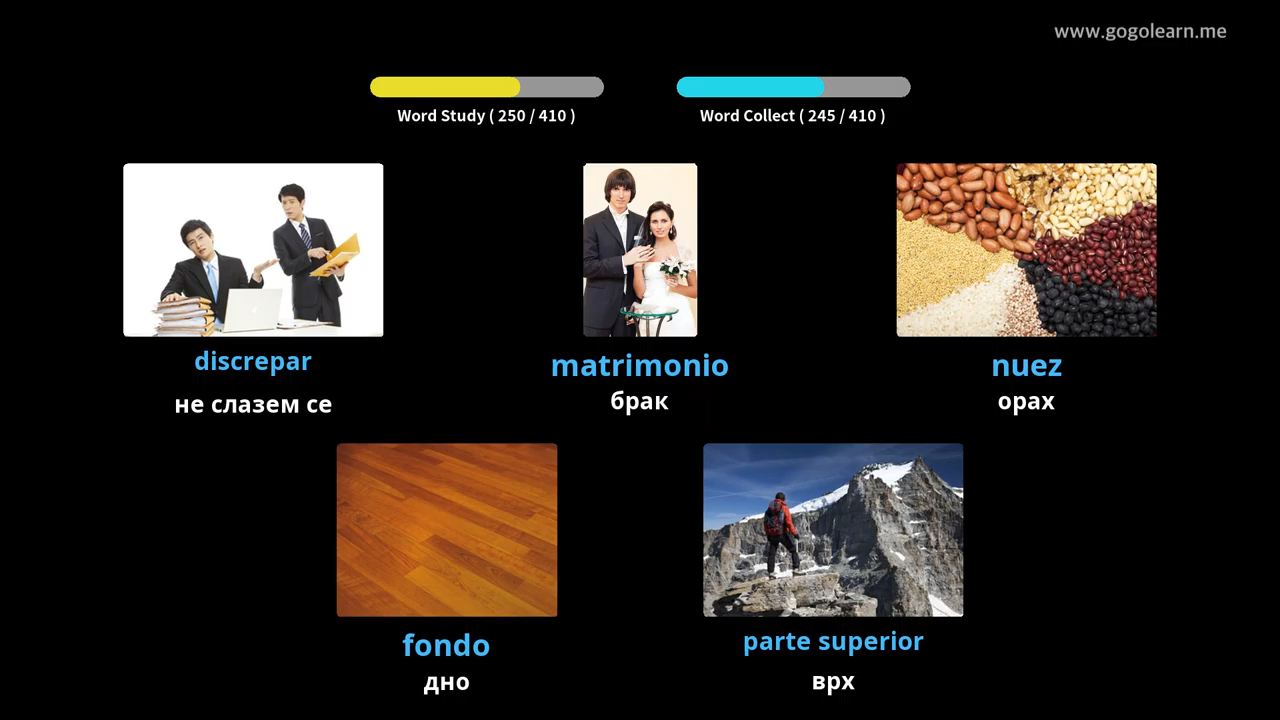 www.gogolearn.me
Word Study ( 250 / 410 )
Word Collect ( 245 / 410 )
discrepar
не слазем се
matrimonio
брак
nuez
орах
fondo
дно
parte superior
врх